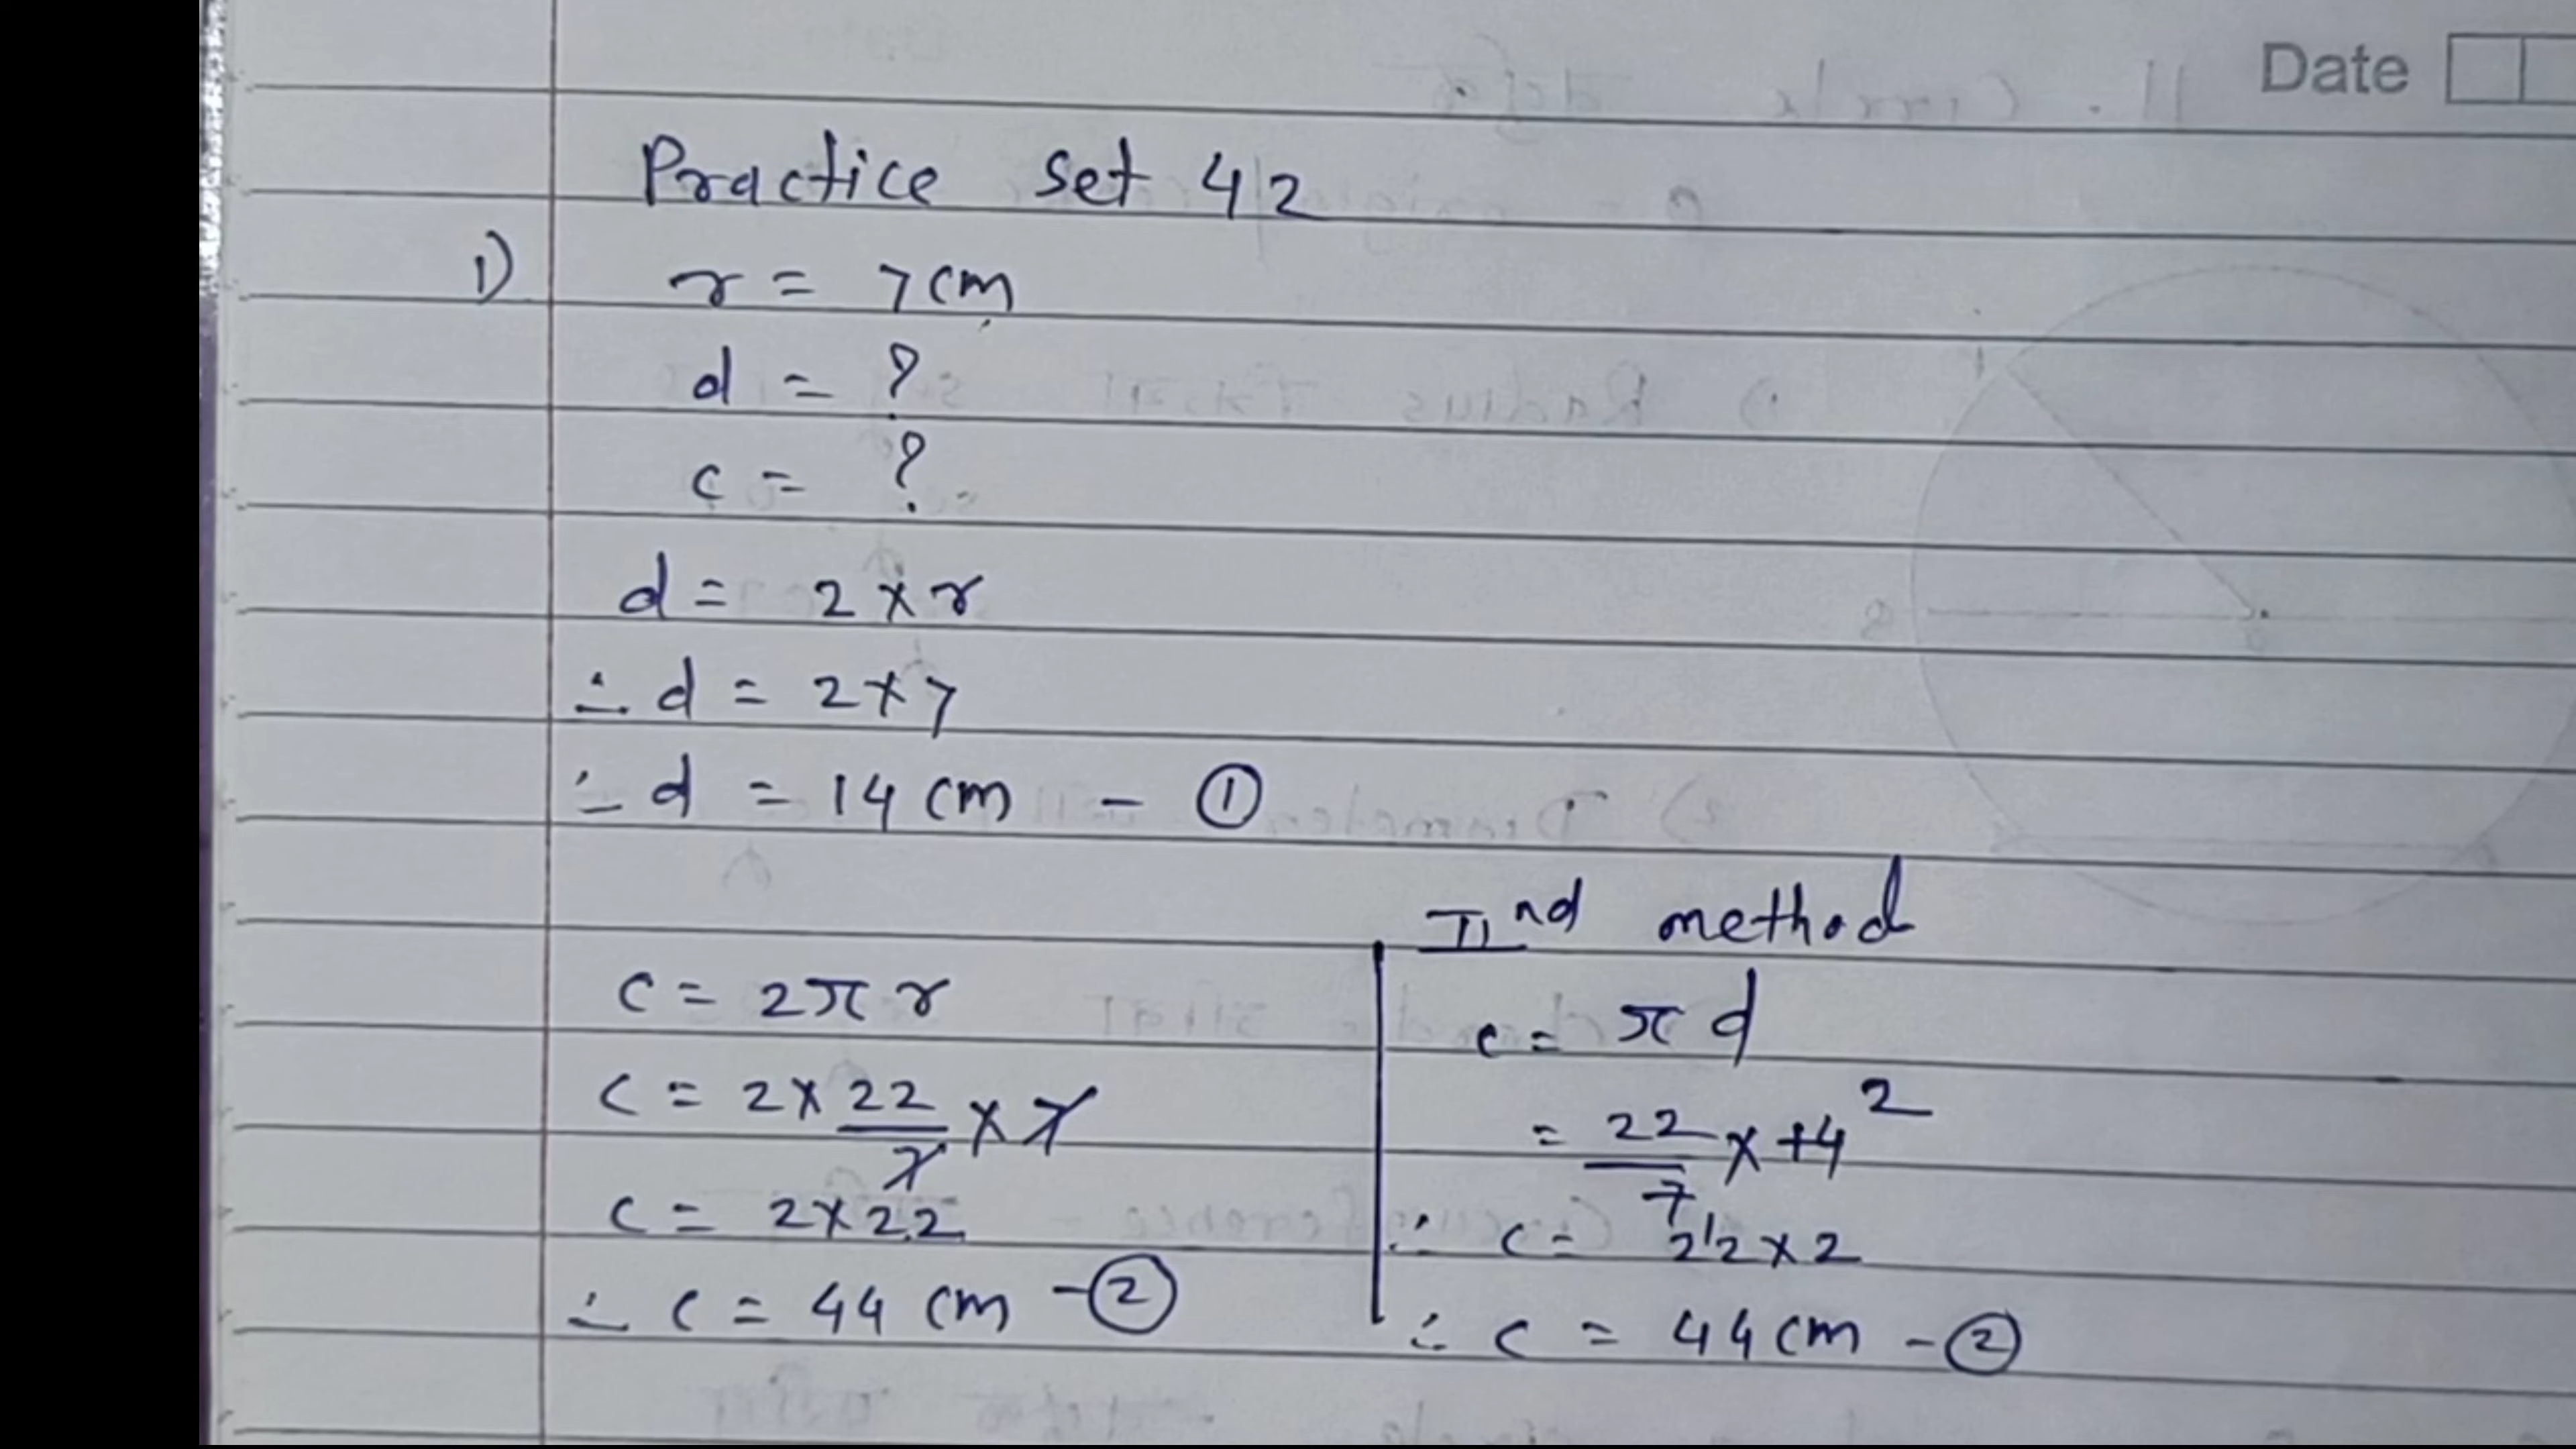 Date
Practice set 42
1) r = 7 cm
d = ?
c = ?
d = 2 × r
∴ d = 2 × 7
∴ d = 14 cm - ①
c = 2πr
c = 2 × 22/7 × 7
c = 2 × 22
∴ c = 44 cm - ②
IInd method
c = πd
= 22/7 × 14 2
∴ c = 22 × 2
∴ c = 44 cm - ②